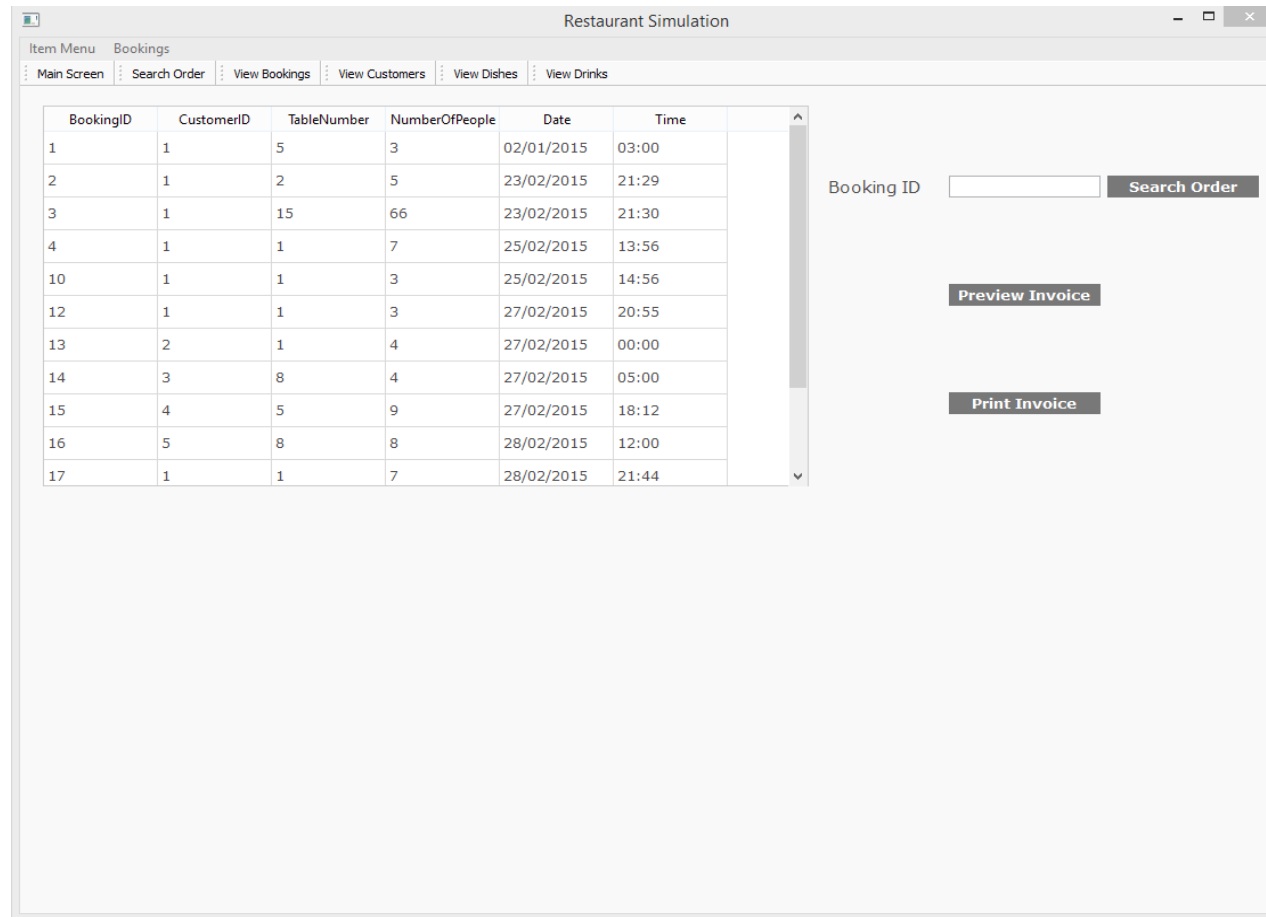 Restaurant Simulation
Item Menu Bookings
Main Screen Search Order View Bookings View Customers View Dishes View Drinks
BookingID CustomerID TableNumber NumberOfPeople Date Time
1 1 5 3 02/01/2015 03:00
2 1 2 5 23/02/2015 21:29
3 1 15 66 23/02/2015 21:30
4 1 1 7 25/02/2015 13:56
10 1 1 3 25/02/2015 14:56
12 1 1 3 27/02/2015 20:55
13 2 1 4 27/02/2015 00:00
14 3 8 4 27/02/2015 05:00
15 4 5 9 27/02/2015 18:12
16 5 8 8 28/02/2015 12:00
17 1 1 7 28/02/2015 21:44
Booking ID Search Order
Preview Invoice
Print Invoice